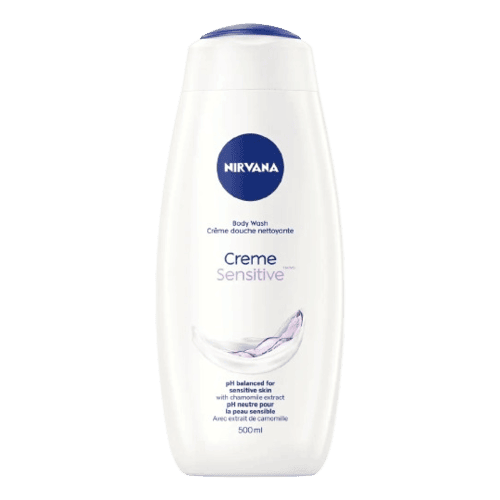 NIRVANA
Body Wash
Crème douche nettoyante
Creme
Sensitive
pH balanced for
sensitive skin
with chamomile extract
pH neutre pour
la peau sensible
Avec extrait de camomille
500ml